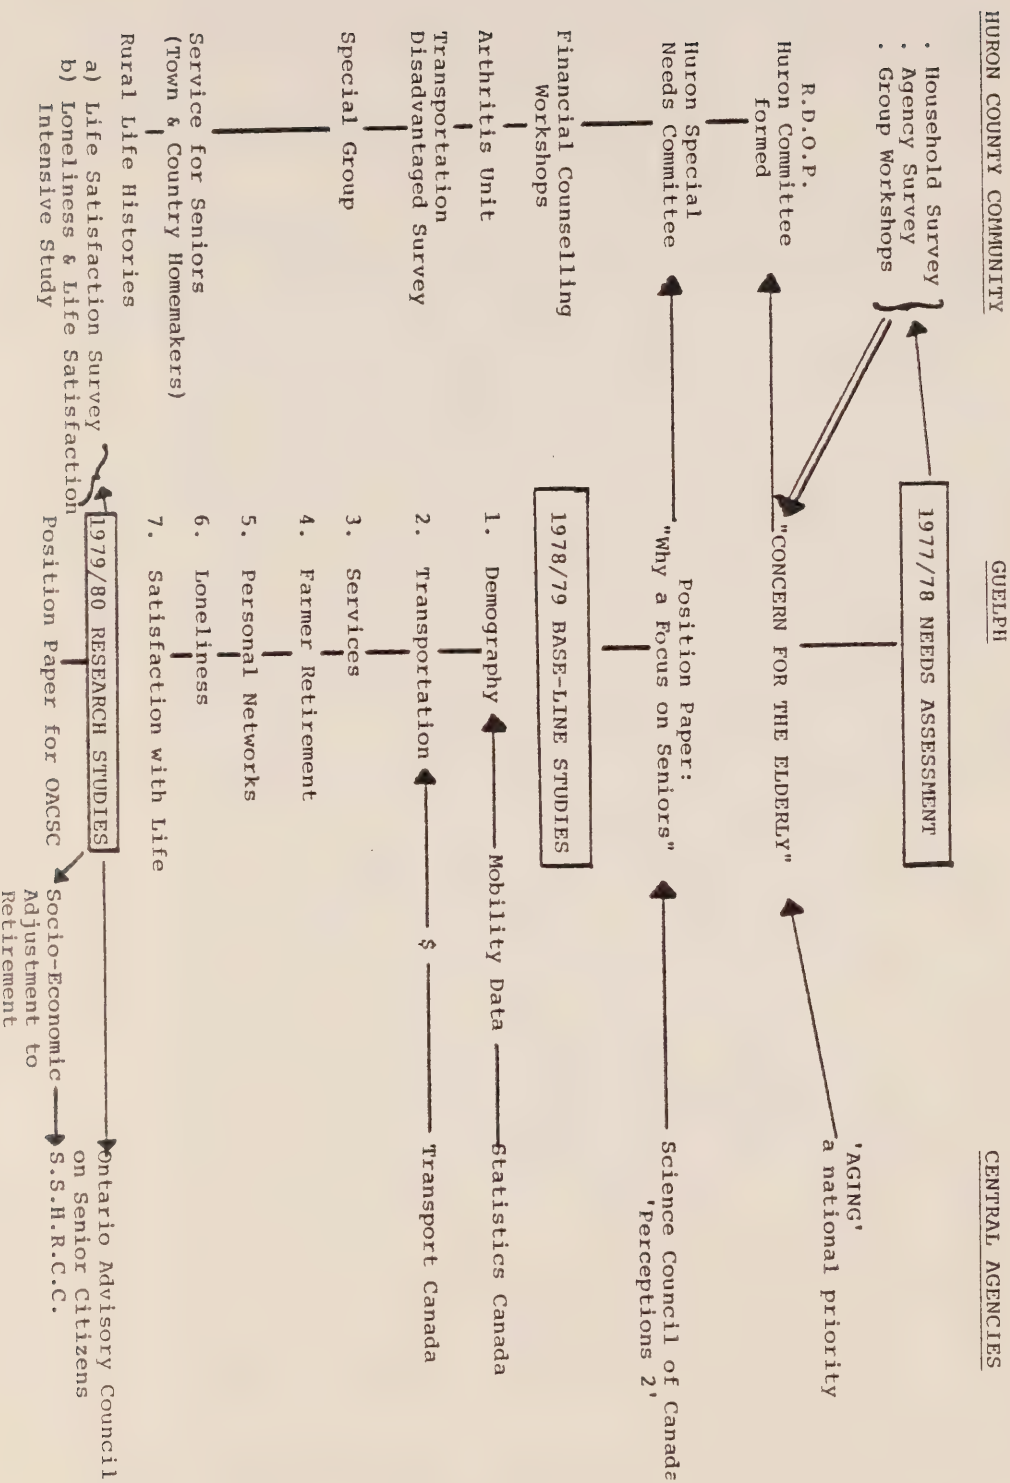 HURON COUNTY COMMUNITY
GUELPH
CENTRAL AGENCIES
. Household Survey
. Agency Survey
. Group Workshops
1977/78 NEEDS ASSESSMENT
'AGING'
a national priority
R.D.O.P.
Huron Committee
formed
"CONCERN FOR THE ELDERLY"
Huron Special
Needs Committee
Position Paper:
"Why a Focus on Seniors"
Science Council of Canada
'Perceptions 2'
Financial Counselling
Workshops
1978/79 BASE-LINE STUDIES
Arthritis Unit
1. Demography
Mobility Data
Statistics Canada
Transportation
Disadvantaged Survey
2. Transportation
$
Transport Canada
Special Group
3. Services
4. Farmer Retirement
5. Personal Networks
Service for Seniors
(Town & Country Homemakers)
6. Loneliness
Rural Life Histories
7. Satisfaction with Life
a) Life Satisfaction Survey
b) Loneliness & Life Satisfaction
Intensive Study
1979/80 RESEARCH STUDIES
Ontario Advisory Council
on Senior Citizens
Position Paper for OACSC
Socio-Economic
Adjustment to
Retirement
S.S.H.R.C.C.